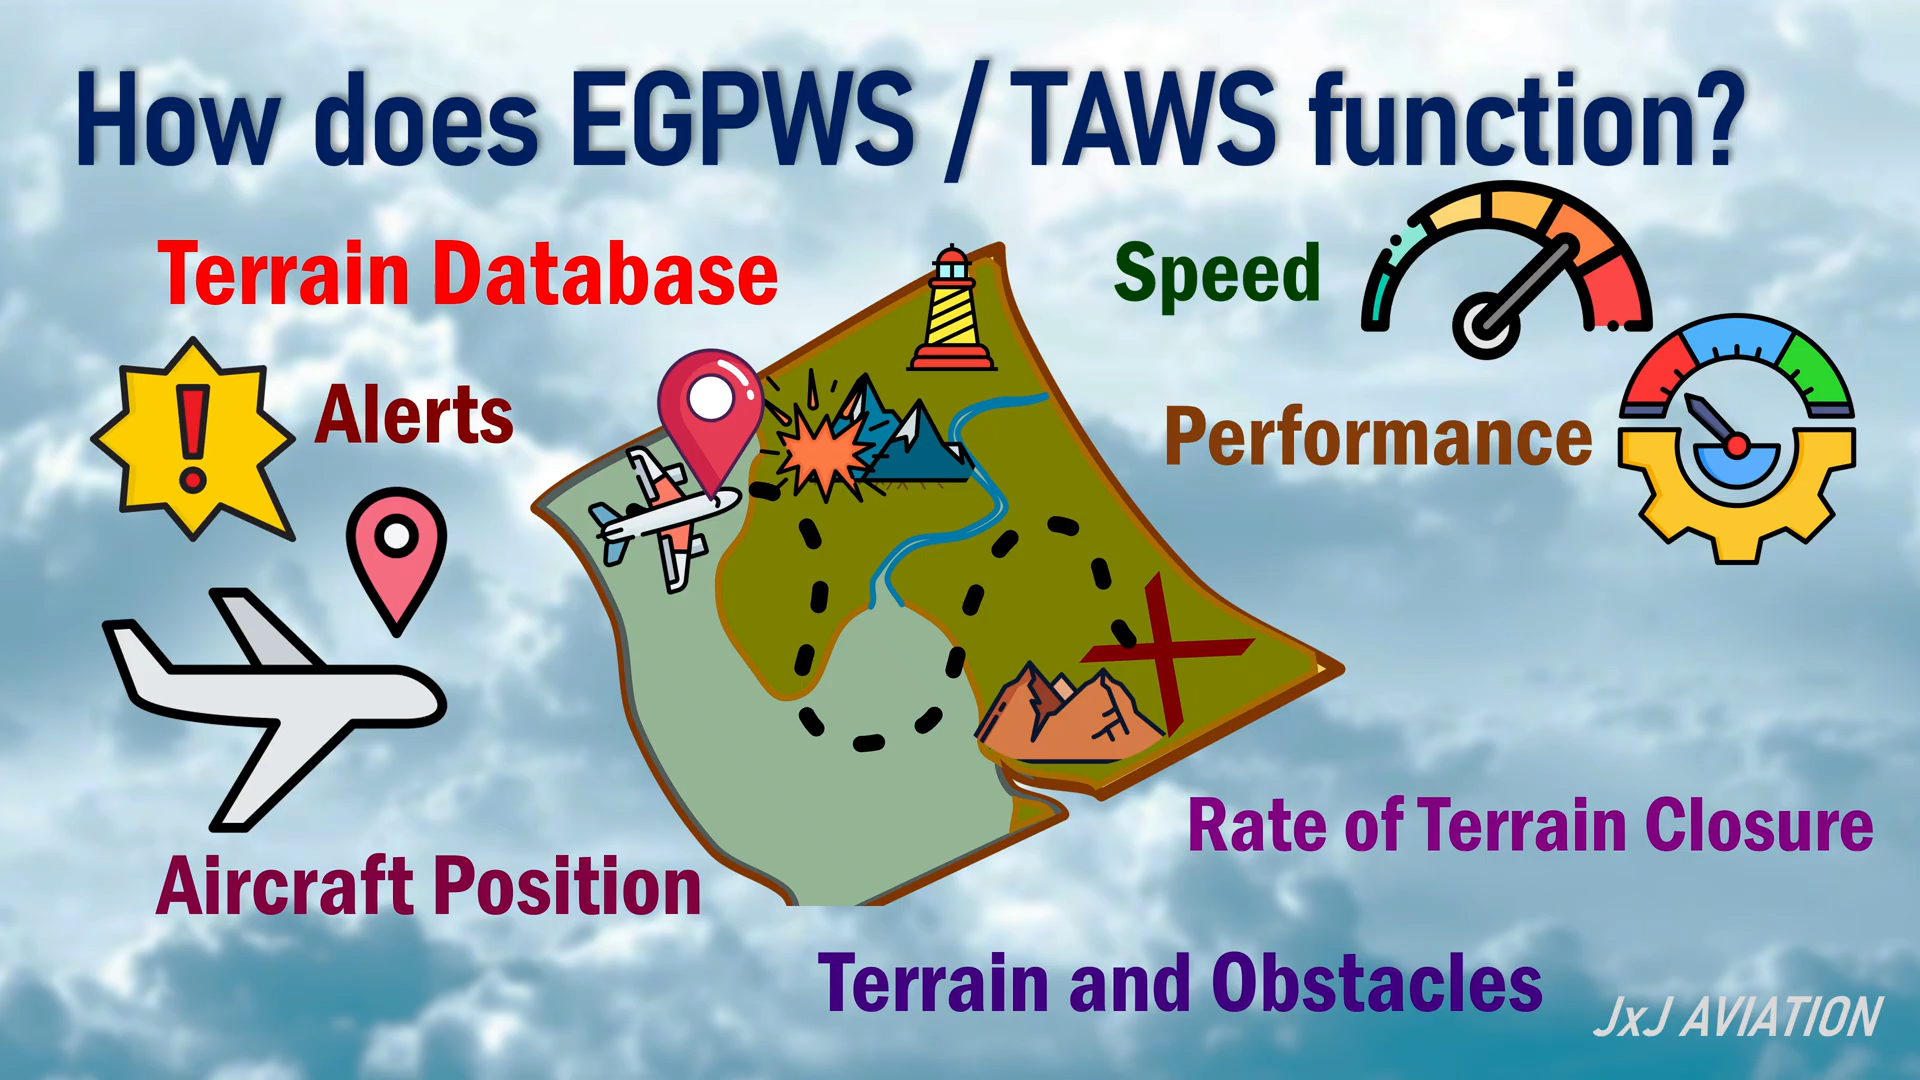 How does EGPWS / TAWS function?
Terrain Database
Speed
Alerts
Performance
Rate of Terrain Closure
Aircraft Position
Terrain and Obstacles
JxJ AVIATION